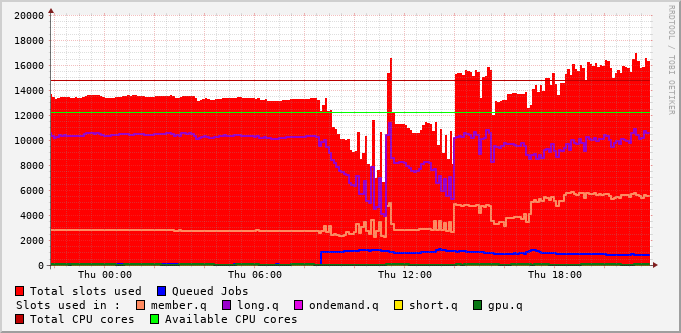 20000
18000
16000
14000
12000
10000
8000
6000
4000
2000
0
Thu 00:00 Thu 06:00 Thu 12:00 Thu 18:00
Total slots used Queued Jobs
Slots used in : member.q long.q ondemand.q short.q gpu.q
Total CPU cores Available CPU cores
RRDTOOL / TOBI OETIKER